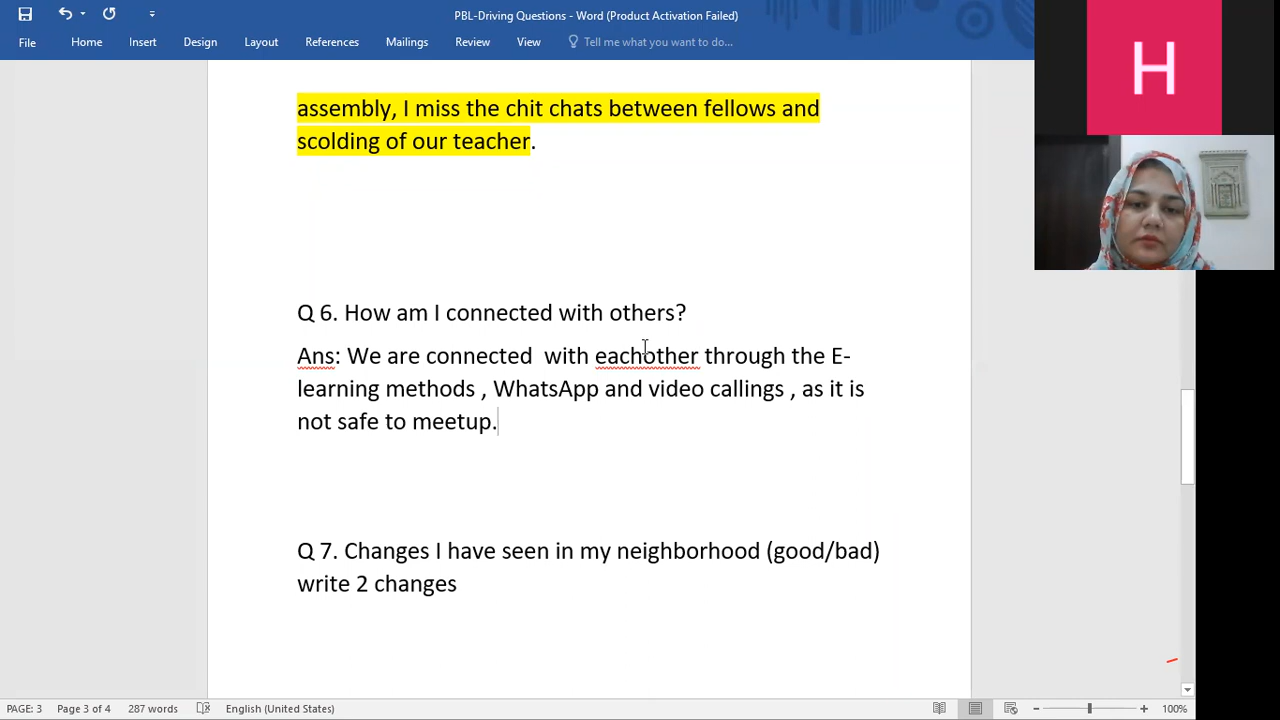 PBL-Driving Questions - Word (Product Activation Failed)
File Home Insert Design Layout References Mailings Review View Tell me what you want to do...
assembly, I miss the chit chats between fellows and
scolding of our teacher.
Q 6. How am I connected with others?
Ans: We are connected  with eachother through the E-
learning methods , WhatsApp and video callings , as it is
not safe to meetup.
Q 7. Changes I have seen in my neighborhood (good/bad)
write 2 changes
PAGE: 3 Page 3 of 4 287 words English (United States) 100%
H